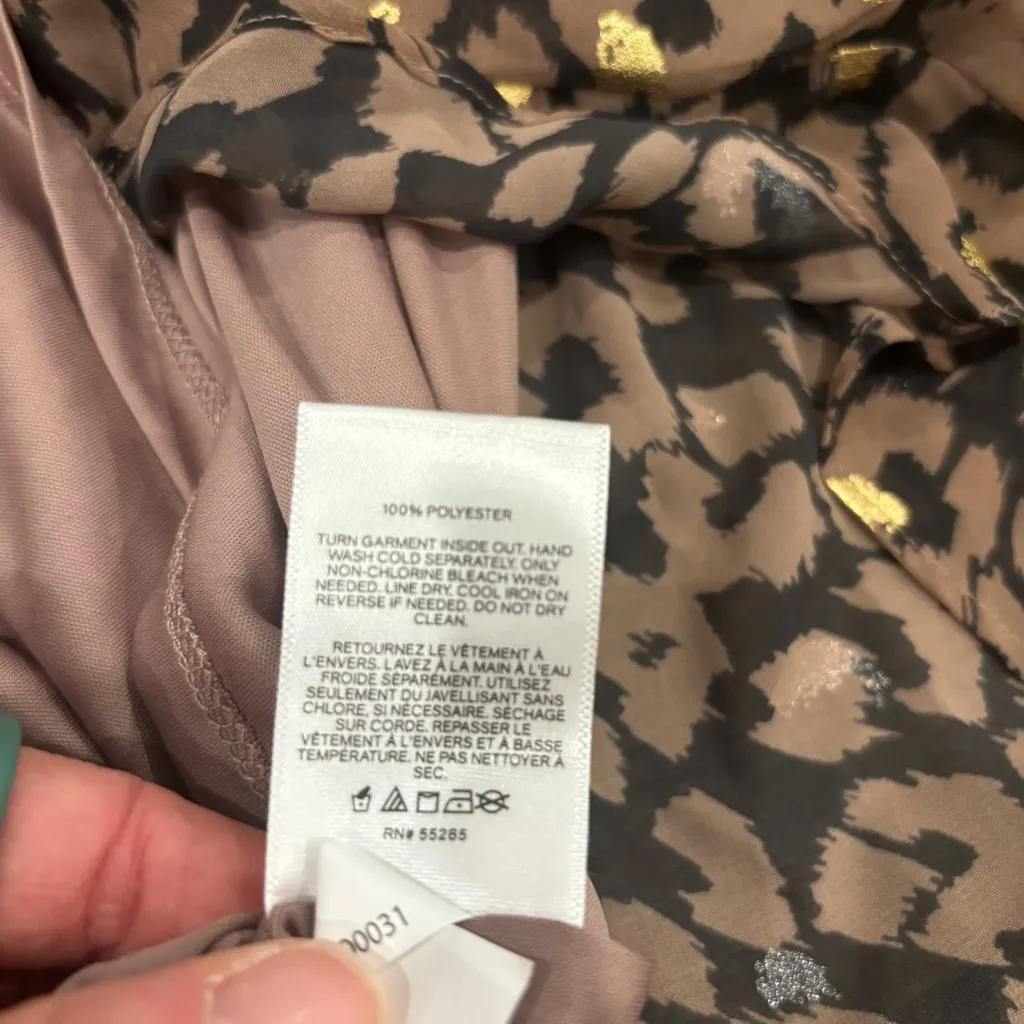 100% POLYESTER
TURN GARMENT INSIDE OUT. HAND
WASH COLD SEPARATELY. ONLY
NON-CHLORINE BLEACH WHEN
NEEDED. LINE DRY. COOL IRON ON
REVERSE IF NEEDED. DO NOT DRY
CLEAN.
RETOURNEZ LE VÊTEMENT À
L'ENVERS. LAVEZ À LA MAIN À L'EAU
FROIDE SÉPARÉMENT. UTILISEZ
SEULEMENT DU JAVELLISANT SANS
CHLORE, SI NÉCESSAIRE. SÉCHAGE
SUR CORDE. REPASSER LE
VÊTEMENT À L'ENVERS ET À BASSE
TEMPÉRATURE. NE PAS NETTOYER À
SEC.
RN# 55285
00031